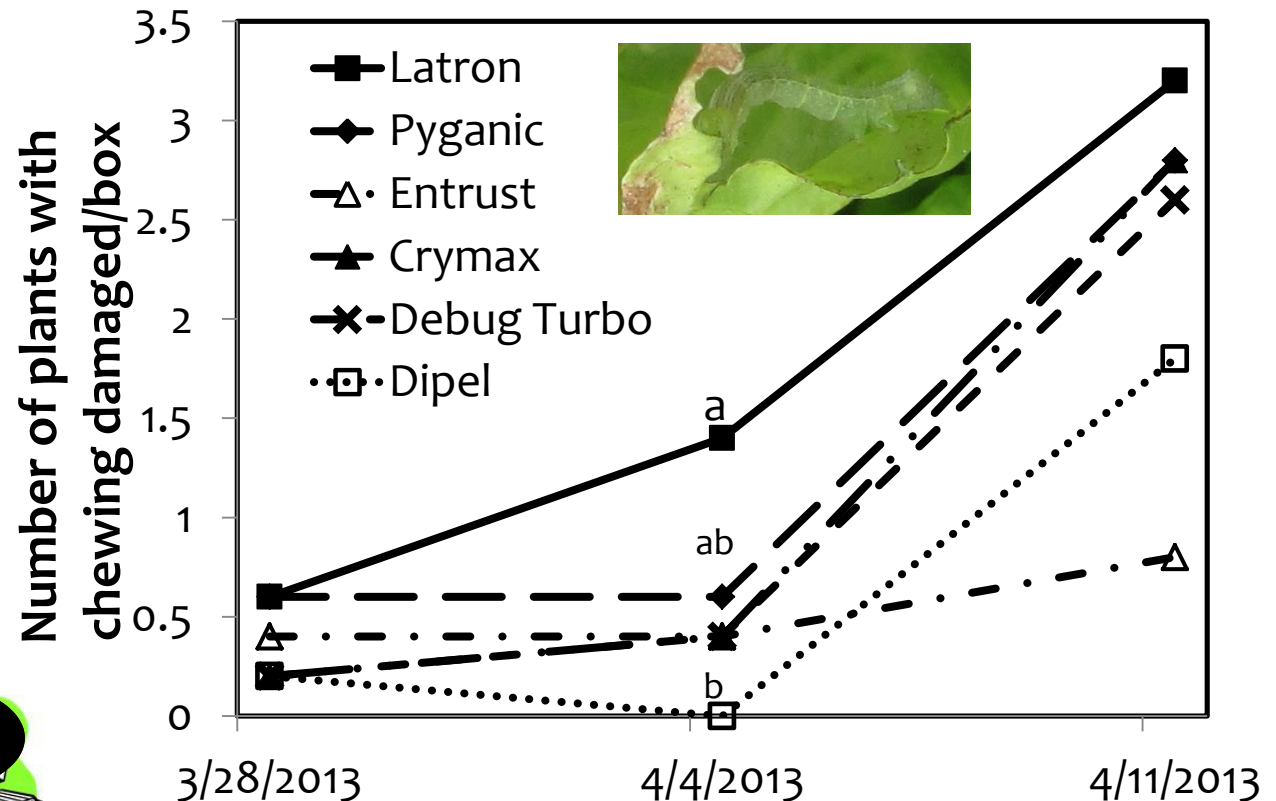 Number of plants with
chewing damaged/box
3.5
3
2.5
2
1.5
1
0.5
0
Latron
Pyganic
Entrust
Crymax
Debug Turbo
Dipel
a
ab
b
3/28/2013
4/4/2013
4/11/2013